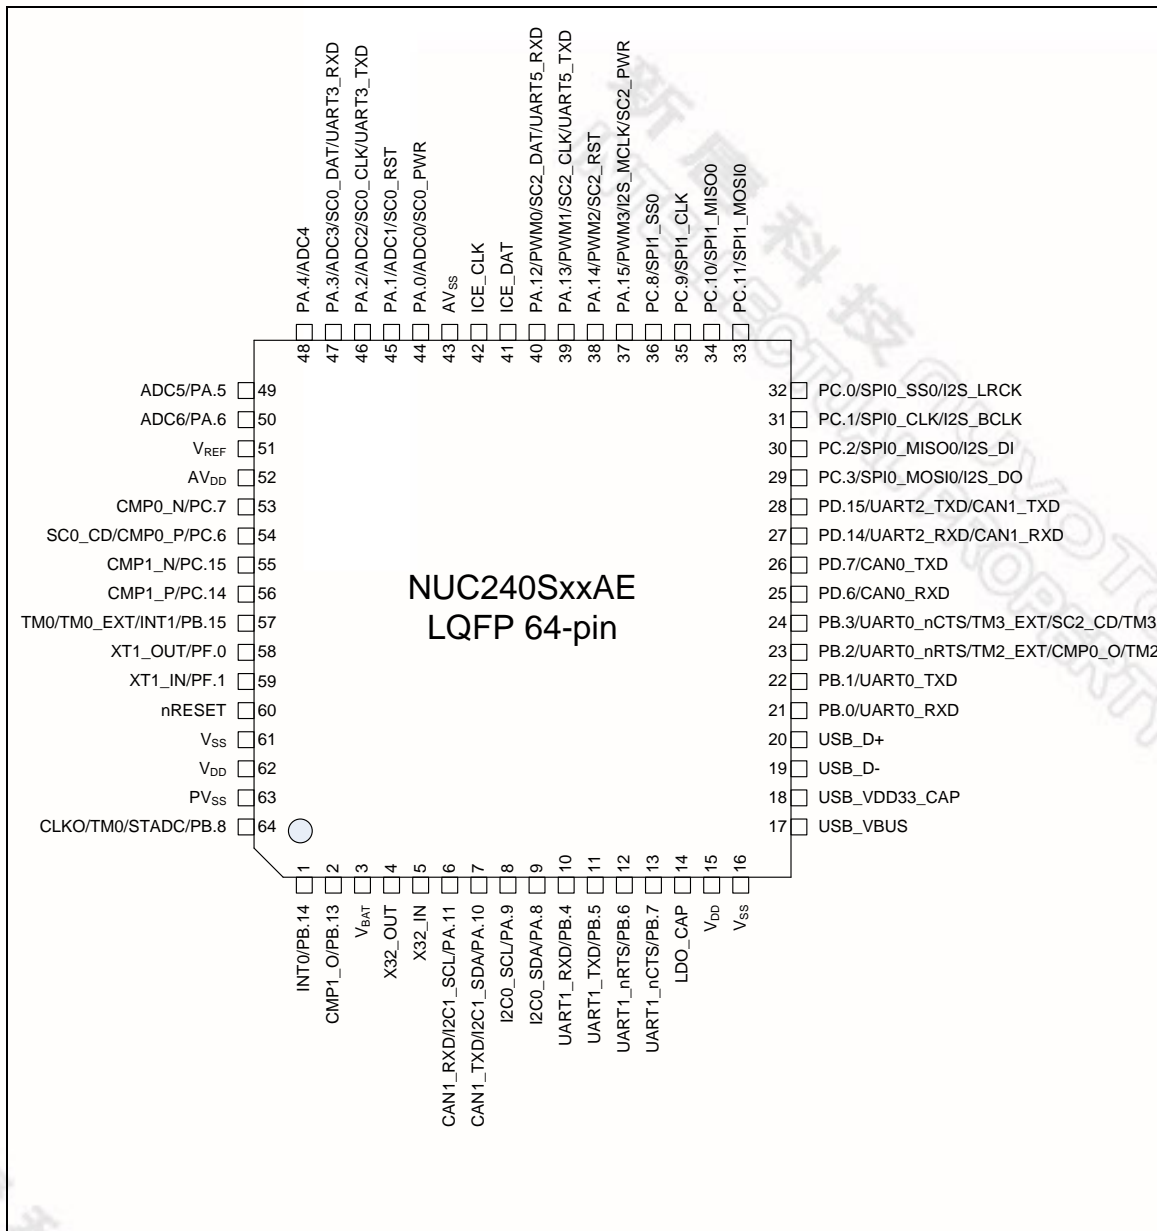 PA.4/ADC4
PA.3/ADC3/SC0_DAT/UART3_RXD
PA.2/ADC2/SC0_CLK/UART3_TXD
PA.1/ADC1/SC0_RST
PA.0/ADC0/SC0_PWR
AVSS
ICE_CLK
ICE_DAT
PA.12/PWM0/SC2_DAT/UART5_RXD
PA.13/PWM1/SC2_CLK/UART5_TXD
PA.14/PWM2/SC2_RST
PA.15/PWM3/I2S_MCLK/SC2_PWR
PC.8/SPI1_SS0
PC.9/SPI1_CLK
PC.10/SPI1_MISO0
PC.11/SPI1_MOSI0
48 47 46 45 44 43 42 41 40 39 38 37 36 35 34 33
ADC5/PA.5 49
ADC6/PA.6 50
VREF 51
AVDD 52
CMP0_N/PC.7 53
SC0_CD/CMP0_P/PC.6 54
CMP1_N/PC.15 55
CMP1_P/PC.14 56
TM0/TM0_EXT/INT1/PB.15 57
XT1_OUT/PF.0 58
XT1_IN/PF.1 59
nRESET 60
VSS 61
VDD 62
PVSS 63
CLKO/TM0/STADC/PB.8 64
NUC240SxxAE
LQFP 64-pin
32 PC.0/SPI0_SS0/I2S_LRCK
31 PC.1/SPI0_CLK/I2S_BCLK
30 PC.2/SPI0_MISO0/I2S_DI
29 PC.3/SPI0_MOSI0/I2S_DO
28 PD.15/UART2_TXD/CAN1_TXD
27 PD.14/UART2_RXD/CAN1_RXD
26 PD.7/CAN0_TXD
25 PD.6/CAN0_RXD
24 PB.3/UART0_nCTS/TM3_EXT/SC2_CD/TM3
23 PB.2/UART0_nRTS/TM2_EXT/CMP0_O/TM2
22 PB.1/UART0_TXD
21 PB.0/UART0_RXD
20 USB_D+
19 USB_D-
18 USB_VDD33_CAP
17 USB_VBUS
1 2 3 4 5 6 7 8 9 10 11 12 13 14 15 16
INT0/PB.14
CMP1_O/PB.13
VBAT
X32_OUT
X32_IN
CAN1_RXD/I2C1_SCL/PA.11
CAN1_TXD/I2C1_SDA/PA.10
I2C0_SCL/PA.9
I2C0_SDA/PA.8
UART1_RXD/PB.4
UART1_TXD/PB.5
UART1_nRTS/PB.6
UART1_nCTS/PB.7
LDO_CAP
VDD
VSS
新唐科技
INTELLECTUAL PROPERTY